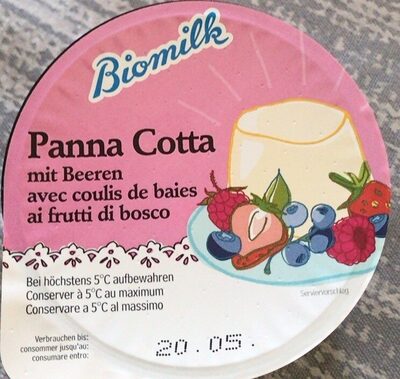 Biomilk
Panna Cotta
mit Beeren
avec coulis de baies
ai frutti di bosco
Bei höchstens 5°C aufbewahren
Conserver à 5°C au maximum
Conservare a 5°C al massimo
Serviervorschlag
Verbrauchen bis:
consommer jusqu'au:
consumare entro:
20.05.